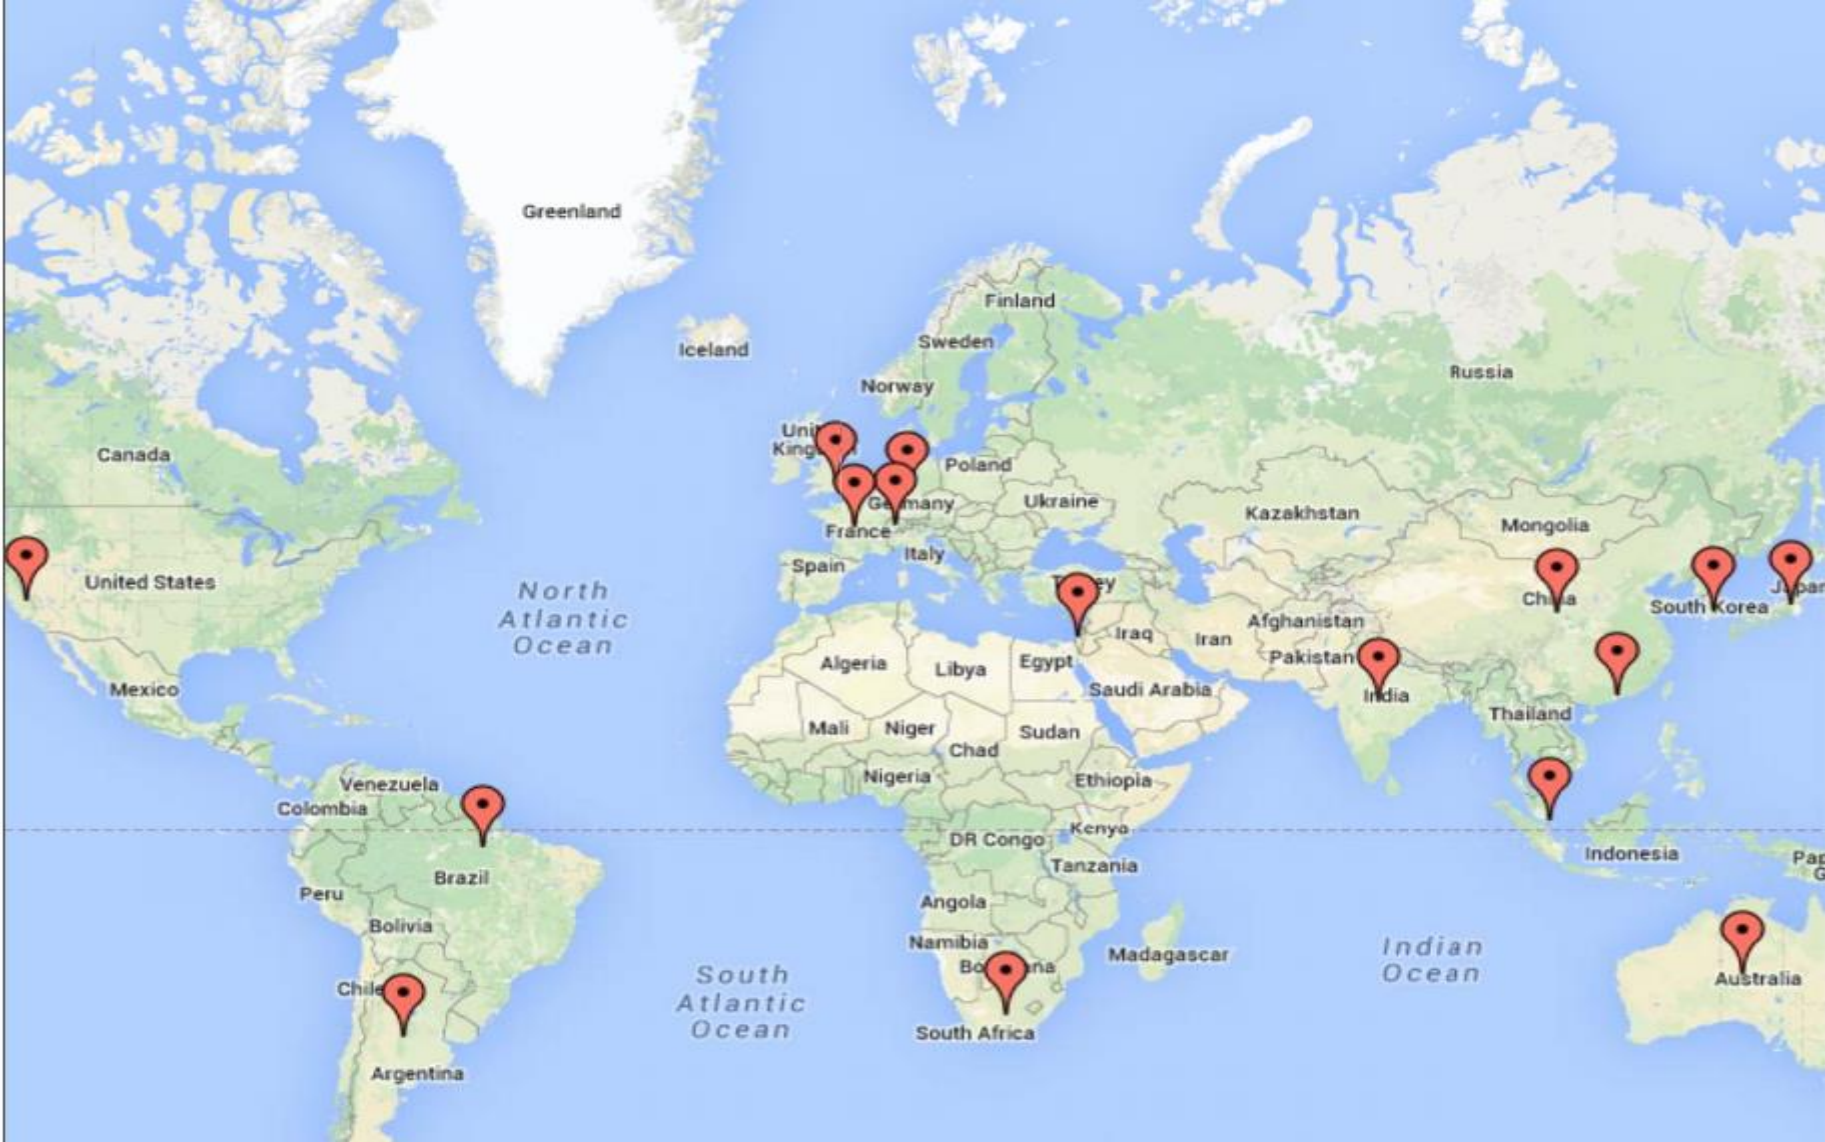 Greenland
Finland
Iceland
Sweden
Norway
Russia
Canada
Poland
Germany
Ukraine
Kazakhstan
Mongolia
France
Italy
Spain
United States
North
Atlantic
Ocean
China
South Korea
Afghanistan
Iraq
Iran
Pakistan
India
Algeria
Libya
Egypt
Saudi Arabia
Mexico
Thailand
Mali
Niger
Sudan
Chad
Nigeria
Ethiopia
Venezuela
Colombia
Kenya
DR Congo
Tanzania
Indonesia
Brazil
Peru
Angola
Bolivia
Namibia
Madagascar
Indian
Ocean
Chile
South
Atlantic
Ocean
Australia
South Africa
Argentina